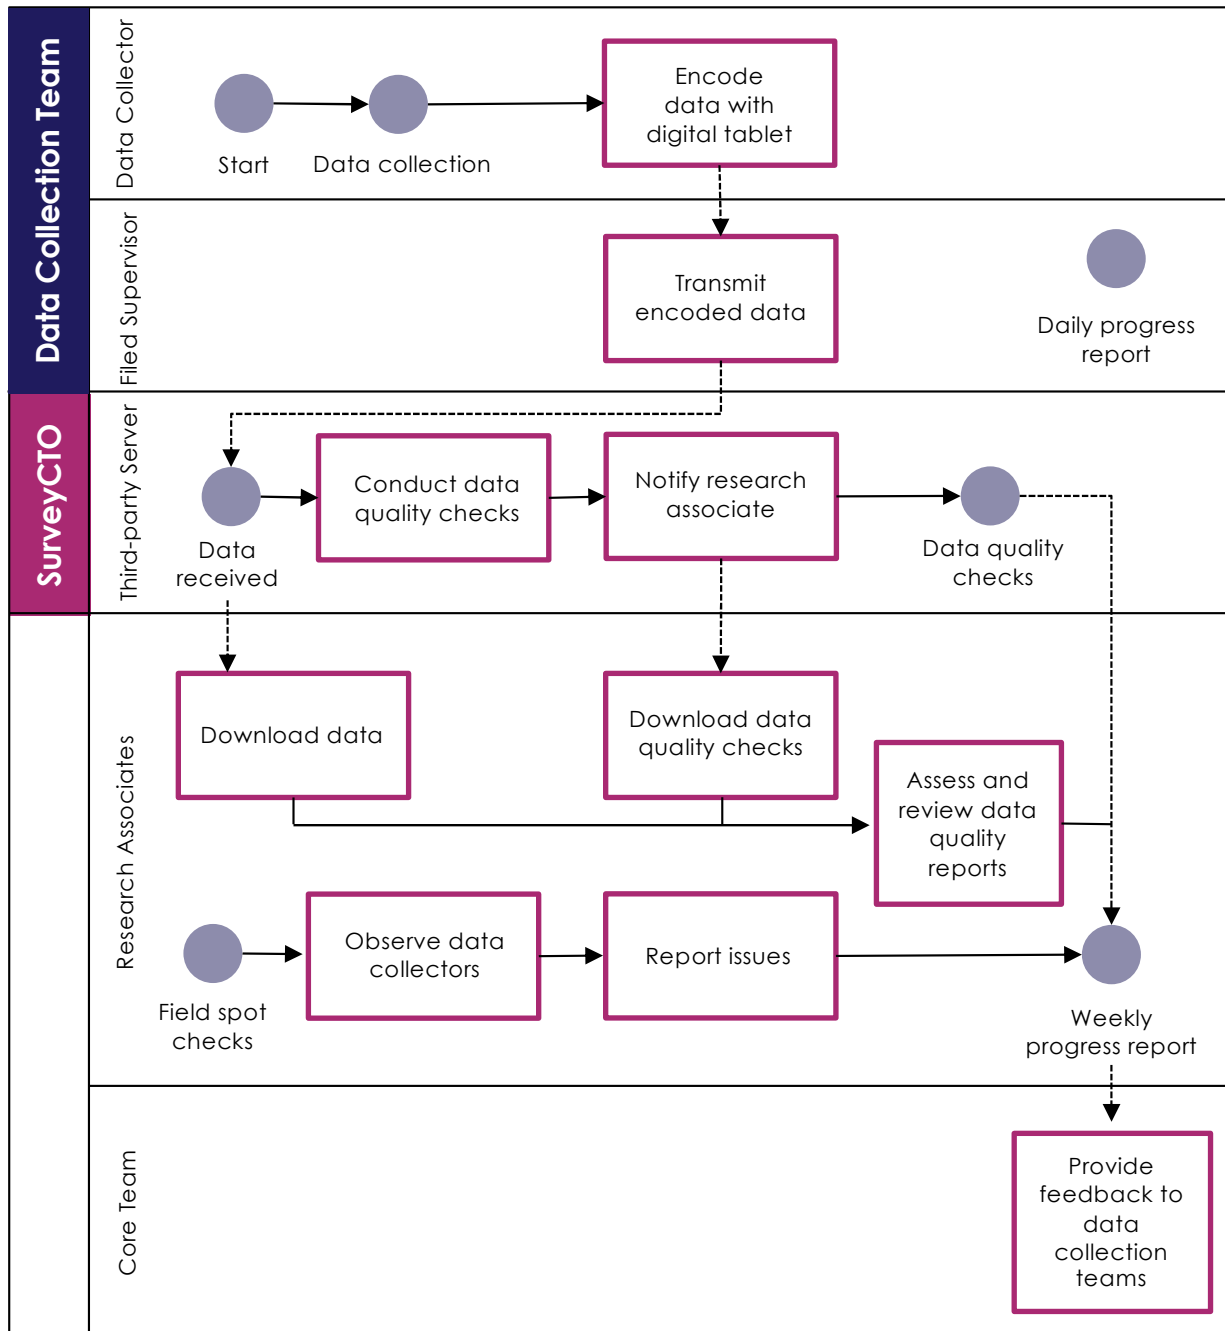 Data Collection Team
Data Collector
Start
Data collection
Encode
data with
digital tablet
Filed Supervisor
Transmit
encoded data
Daily progress
report
SurveyCTO
Third-party Server
Data
received
Conduct data
quality checks
Notify research
associate
Data quality
checks
Research Associates
Download data
Download data
quality checks
Assess and
review data
quality
reports
Field spot
checks
Observe data
collectors
Report issues
Weekly
progress report
Core Team
Provide
feedback to
data
collection
teams